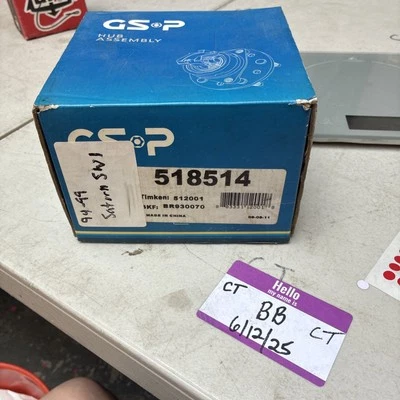 GSP
HUB
ASSEMBLY
GSP
94-99
Saturn SW1
518514
Timken: 512001
SKF: BR930070
MADE IN CHINA
Hello
my name is
CT
BB
6/12/25
CT
CT